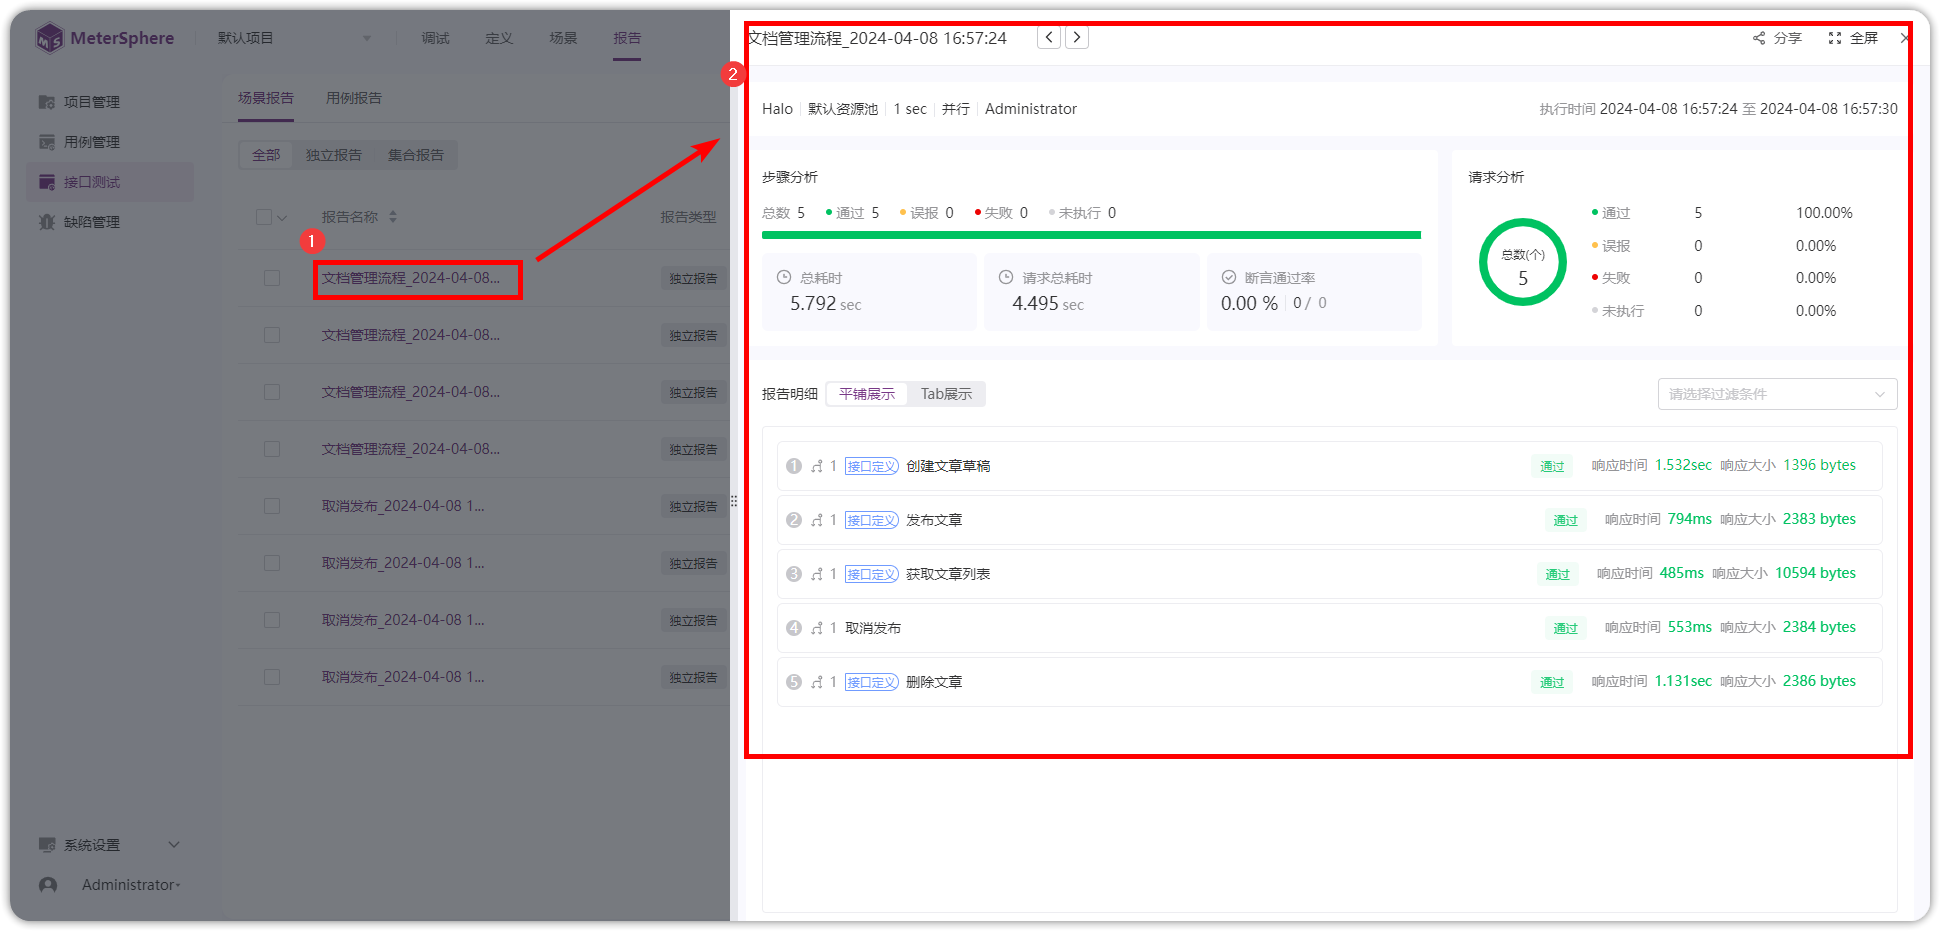 MeterSphere
默认项目
调试
定义
场景
报告
项目管理
用例管理
接口测试
缺陷管理
系统设置
Administrator
场景报告
用例报告
全部
独立报告
集合报告
报告名称
报告类型
1
文档管理流程_2024-04-08...
独立报告
文档管理流程_2024-04-08...
独立报告
文档管理流程_2024-04-08...
独立报告
文档管理流程_2024-04-08...
独立报告
取消发布_2024-04-08 1...
独立报告
取消发布_2024-04-08 1...
独立报告
取消发布_2024-04-08 1...
独立报告
取消发布_2024-04-08 1...
独立报告
2
文档管理流程_2024-04-08 16:57:24
分享
全屏
Halo 默认资源池 1 sec 并行 Administrator
执行时间 2024-04-08 16:57:24 至 2024-04-08 16:57:30
步骤分析
总数 5 通过 5 误报 0 失败 0 未执行 0
总耗时
5.792 sec
请求总耗时
4.495 sec
断言通过率
0.00 % 0 / 0
请求分析
总数(个)
5
通过 5 100.00%
误报 0 0.00%
失败 0 0.00%
未执行 0 0.00%
报告明细 平铺展示 Tab展示
请选择过滤条件
1 1 接口定义 创建文章草稿 通过 响应时间 1.532sec 响应大小 1396 bytes
2 1 接口定义 发布文章 通过 响应时间 794ms 响应大小 2383 bytes
3 1 接口定义 获取文章列表 通过 响应时间 485ms 响应大小 10594 bytes
4 1 取消发布 通过 响应时间 553ms 响应大小 2384 bytes
5 1 接口定义 删除文章 通过 响应时间 1.131sec 响应大小 2386 bytes